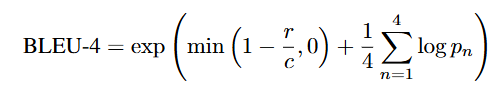 BLEU-4 = exp ( min ( 1 − r/c , 0 ) + 1/4 ∑_{n=1}^{4} log p_n )